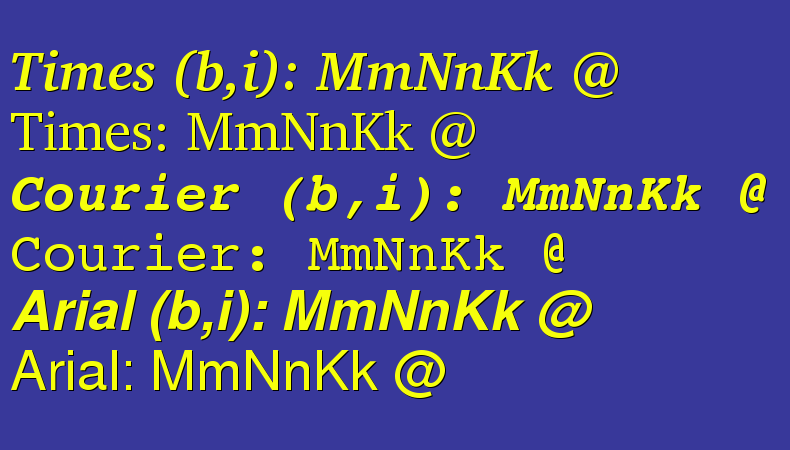 Times (b,i): MmNnKk @
Times: MmNnKk @
Courier (b,i): MmNnKk @
Courier: MmNnKk @
Arial (b,i): MmNnKk @
Arial: MmNnKk @